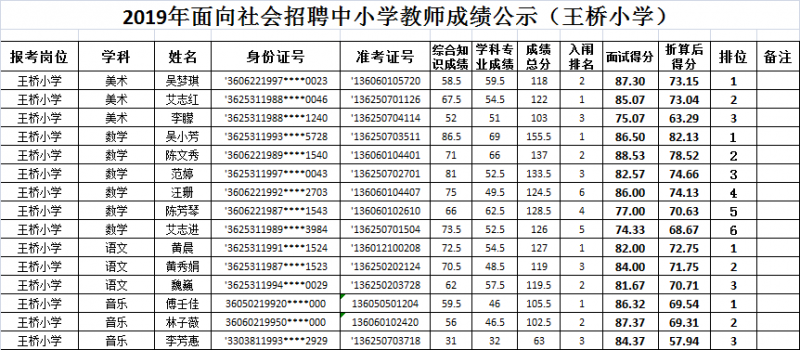 2019年面向社会招聘中小学教师成绩公示（王桥小学）
报考岗位 学科 姓名 身份证号 准考证号 综合知识成绩 学科专业成绩 成绩总分 入闱排名 面试得分 折算后得分 排位 备注
王桥小学 美术 吴梦琪 '3606221997****0023 '136060105720 58.5 59.5 118 2 87.30 73.15 1
王桥小学 美术 艾志红 '3625311988****0046 '136250701126 67.5 54.5 122 1 85.07 73.04 2
王桥小学 美术 李矇 '3625311988****1240 '136250704114 52 51 103 3 75.07 63.29 3
王桥小学 数学 吴小芳 '3625311993****5728 '136250703511 86.5 69 155.5 1 86.50 82.13 1
王桥小学 数学 陈文秀 '3606221989****1540 '136060104401 71 66 137 2 88.53 78.52 2
王桥小学 数学 范婷 '3625311997****0043 '136250702701 81 52.5 133.5 3 82.57 74.66 3
王桥小学 数学 汪珊 '3606221992****2703 '136060104407 75 49.5 124.5 6 86.00 74.13 4
王桥小学 数学 陈芳琴 '3606221987****1543 '136060102610 66 62.5 128.5 4 77.00 70.63 5
王桥小学 数学 艾志进 '3625311989****3984 '136250701504 73.5 52.5 126 5 74.33 68.67 6
王桥小学 语文 黄晨 '3625311991****1524 '136012100208 72.5 54.5 127 1 82.00 72.75 1
王桥小学 语文 黄秀娟 '3625311987****1523 '136250202124 70.5 48.5 119 3 84.00 71.75 2
王桥小学 语文 魏巍 '3625311994****0029 '136250203728 62 57.5 119.5 2 81.67 70.71 3
王桥小学 音乐 傅王佳 36050219920****000 136050501204 59.5 46 105.5 1 86.32 69.54 1
王桥小学 音乐 林子薇 36060219950****000 136060102420 56 46.5 102.5 2 87.37 69.31 2
王桥小学 音乐 李芳惠 '3303811993****2929 '136250703718 31 32 63 3 84.37 57.94 3